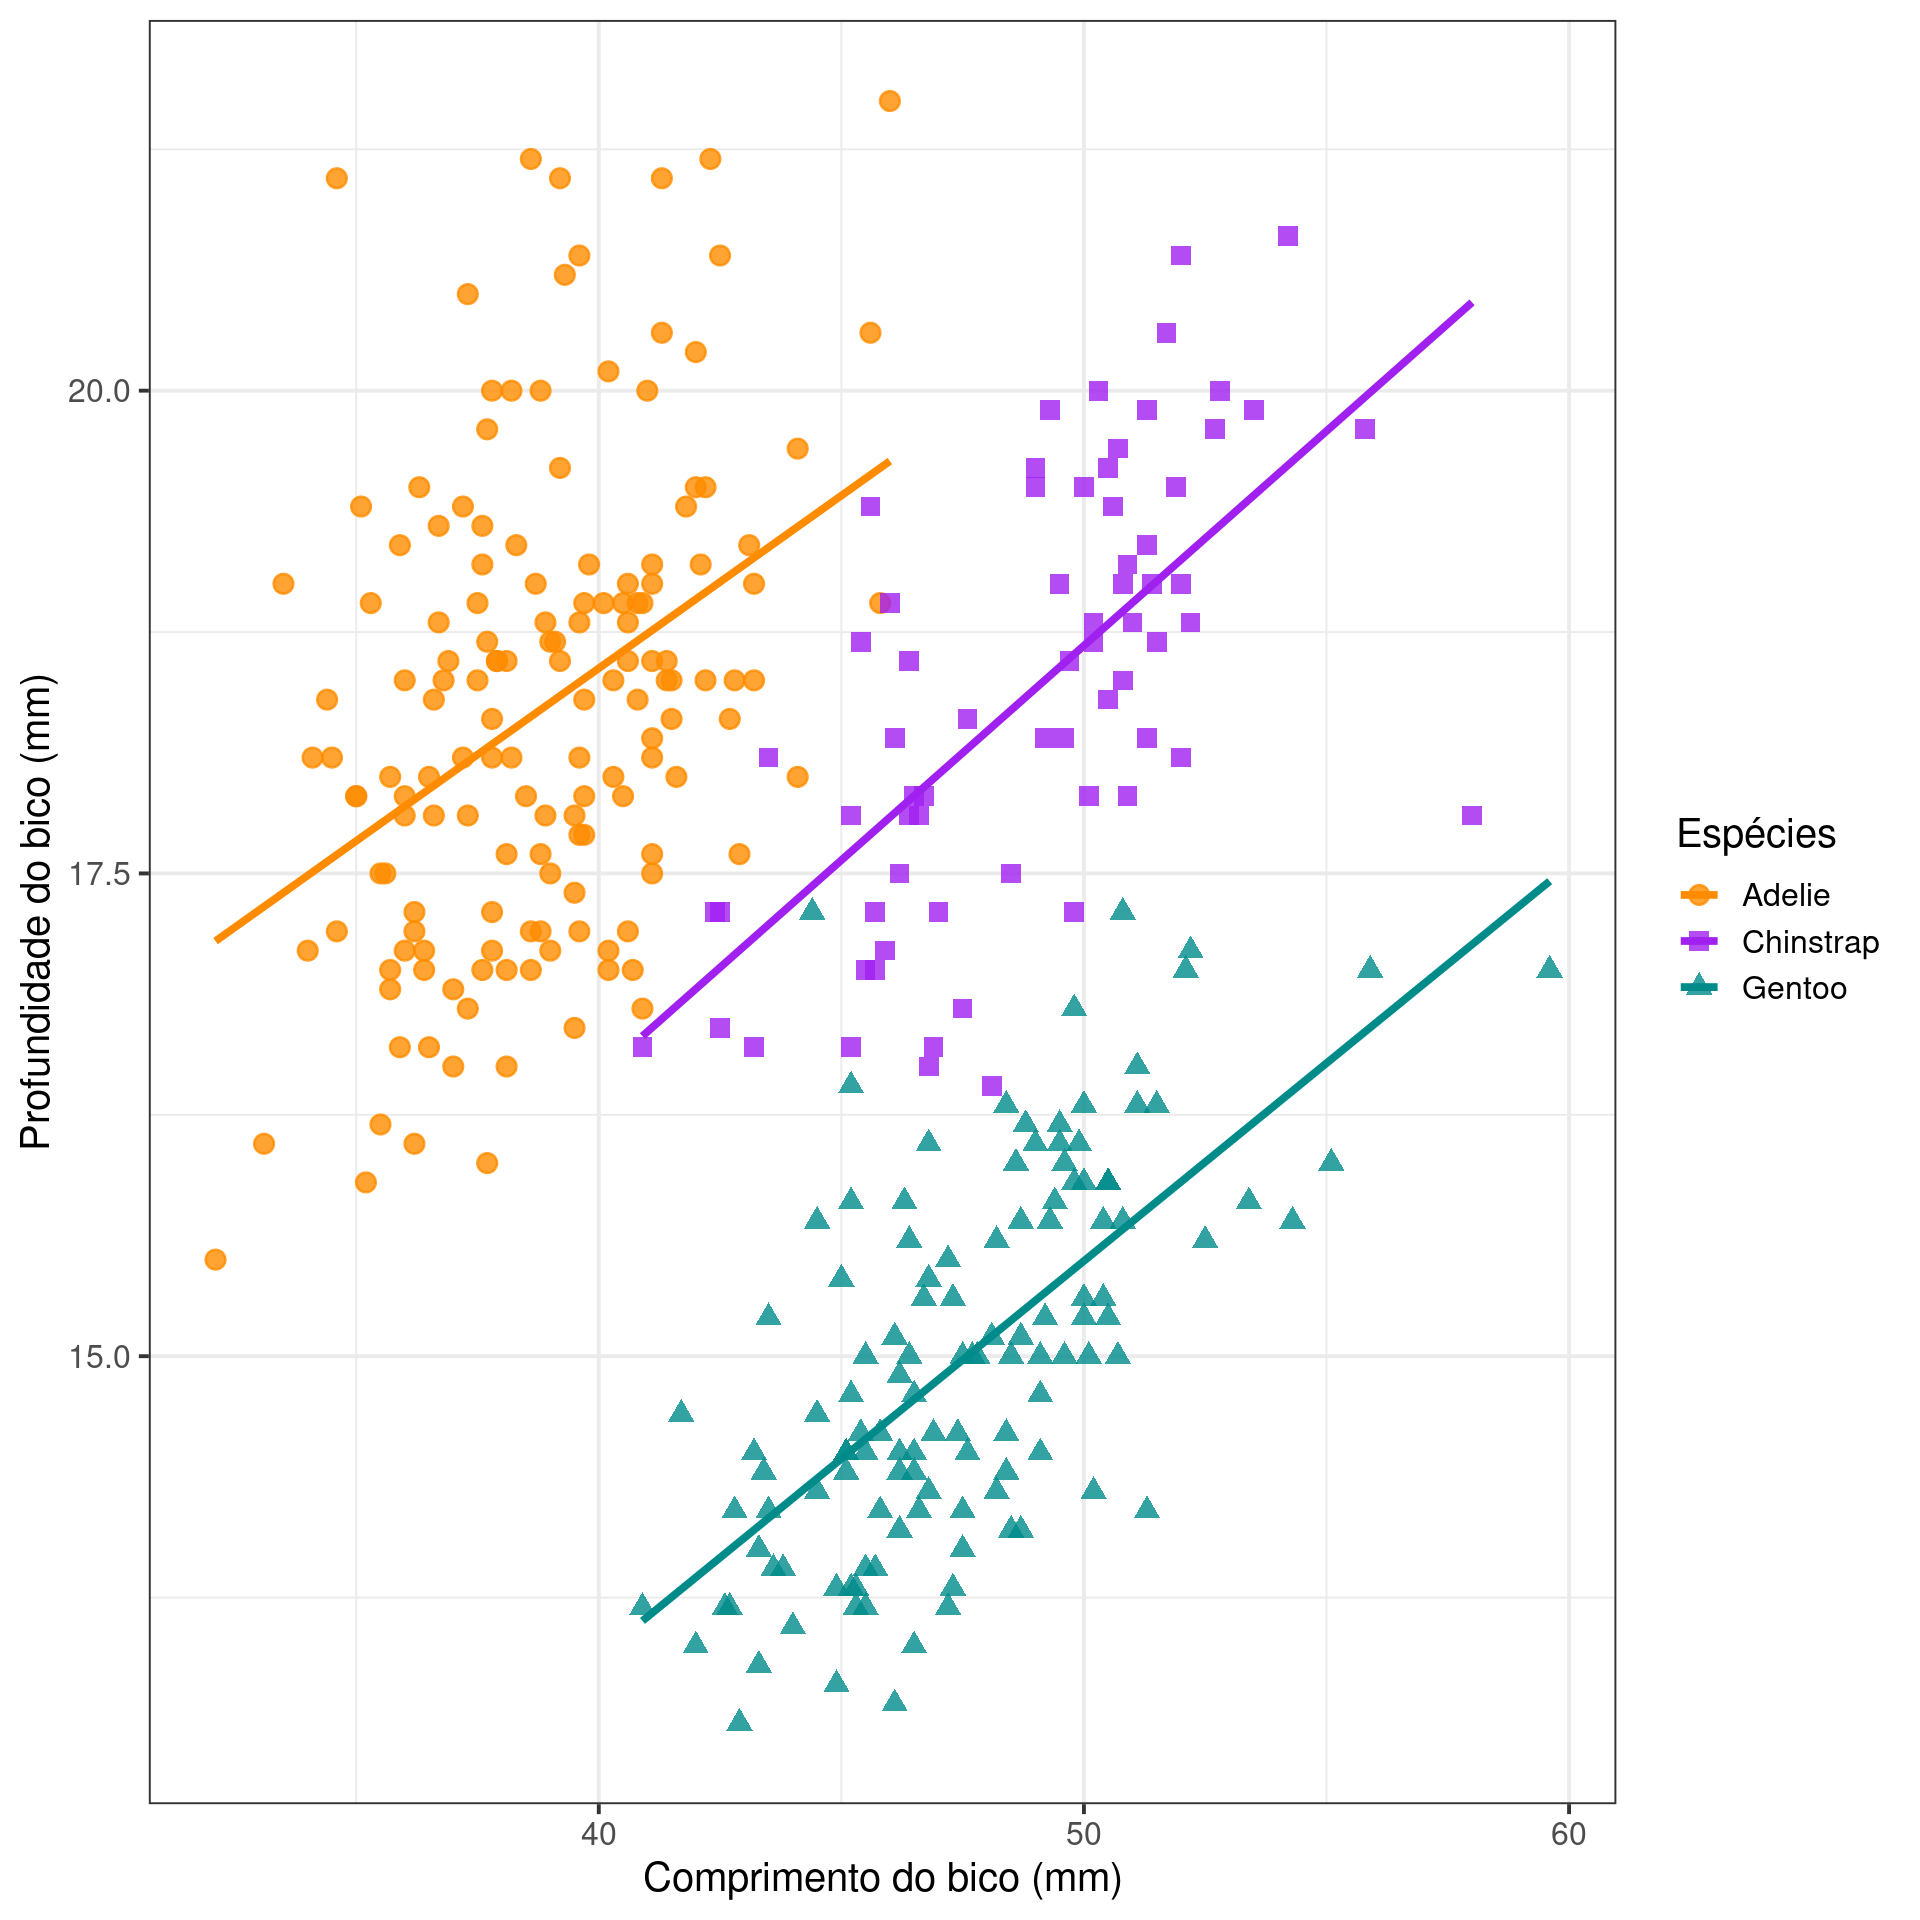 Profundidade do bico (mm)
20.0
17.5
15.0
40
50
60
Comprimento do bico (mm)
Espécies
Adelie
Chinstrap
Gentoo